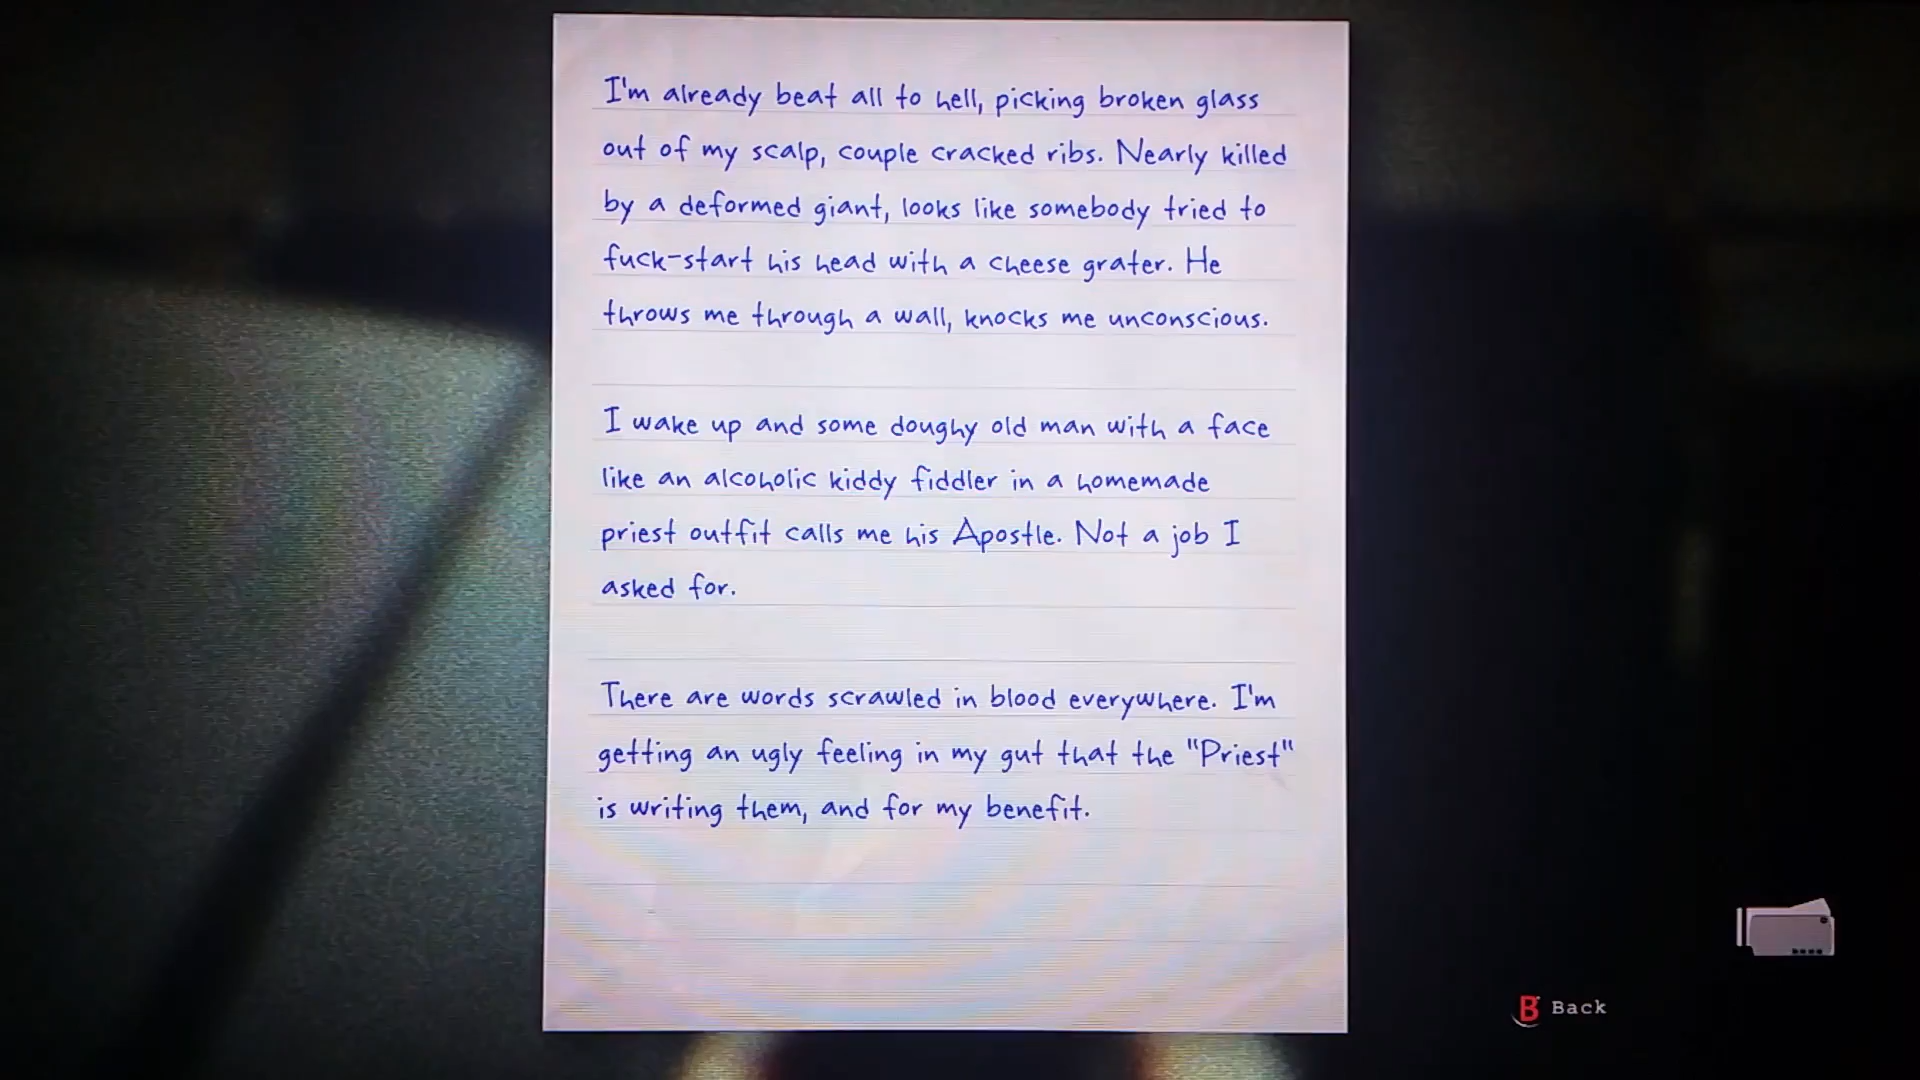 I'm already beat all to hell, picking broken glass
out of my scalp, couple cracked ribs. Nearly killed
by a deformed giant, looks like somebody tried to
fuck-start his head with a cheese grater. He
throws me through a wall, knocks me unconscious.
I wake up and some doughy old man with a face
like an alcoholic kiddy fiddler in a homemade
priest outfit calls me his Apostle. Not a job I
asked for.
There are words scrawled in blood everywhere. I'm
getting an ugly feeling in my gut that the "Priest"
is writing them, and for my benefit.
B Back